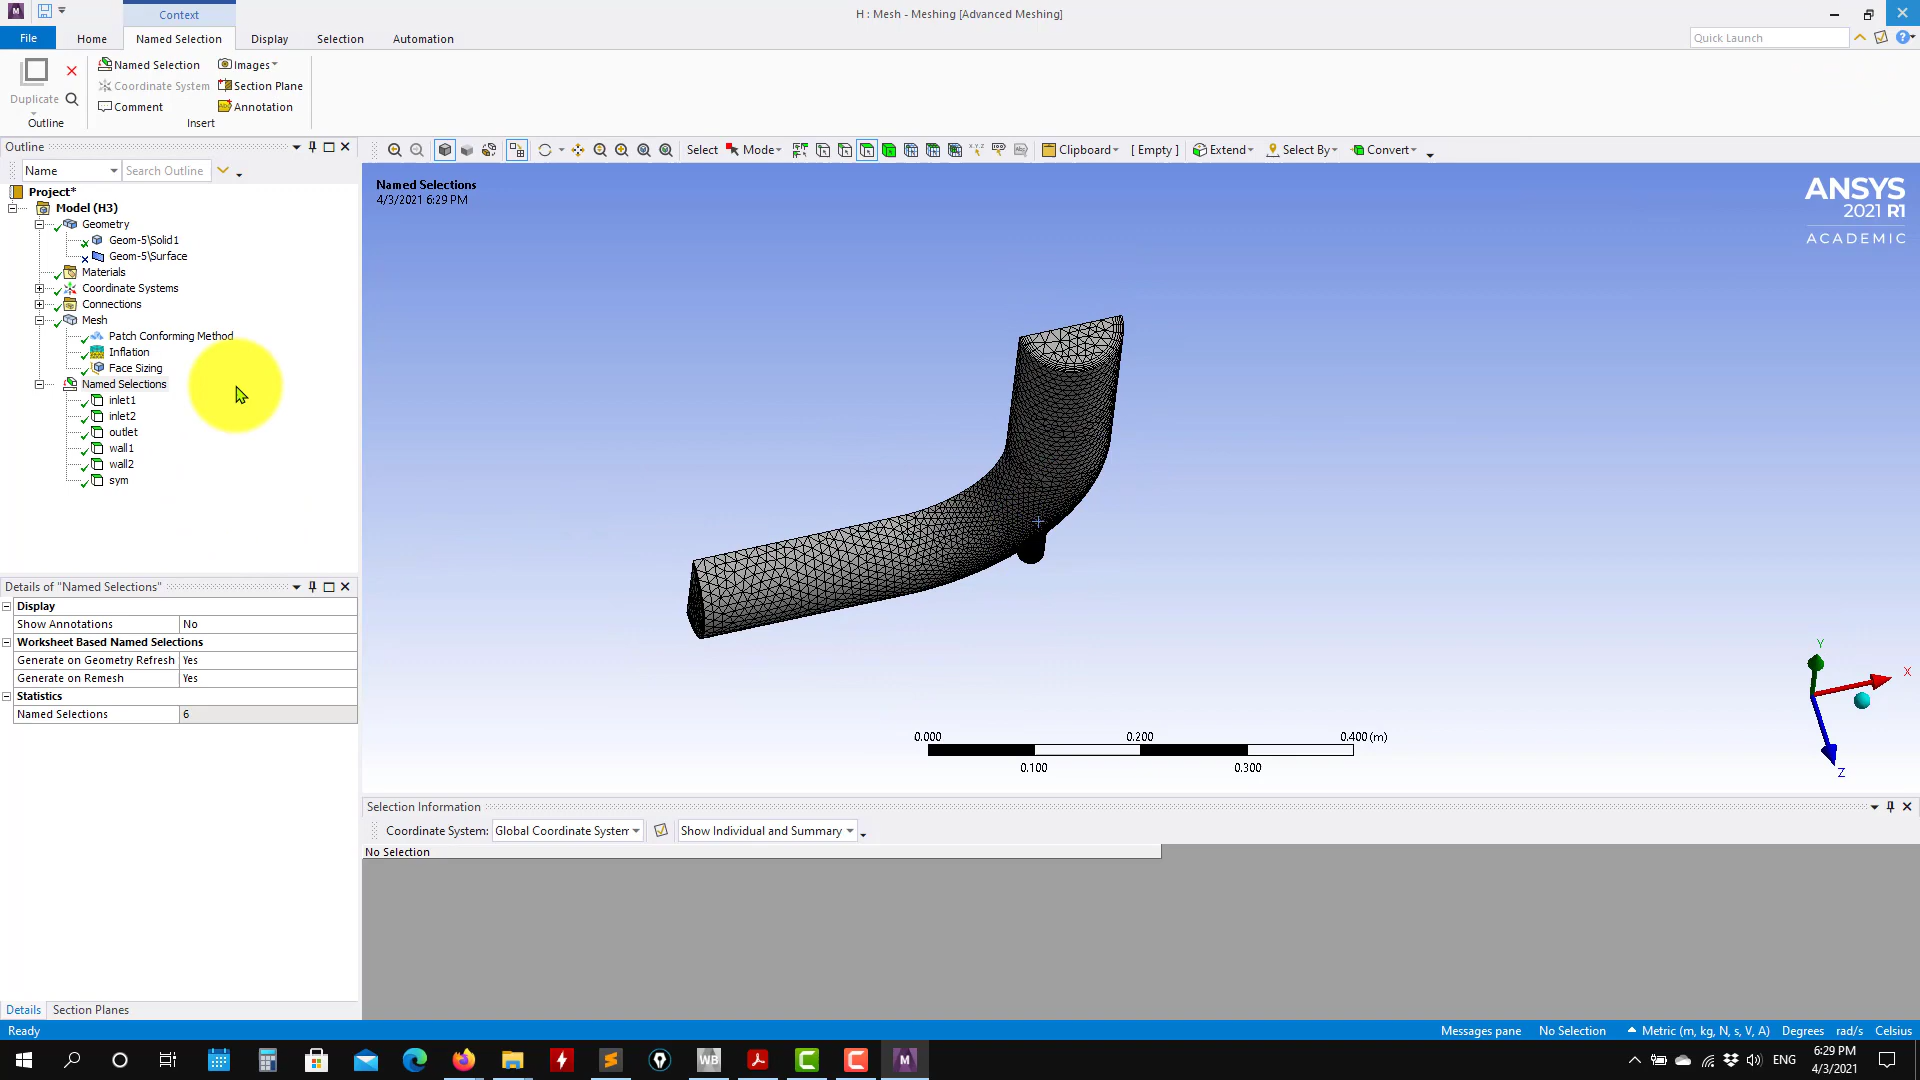 Context
H : Mesh - Meshing [Advanced Meshing]
File
Home
Named Selection
Display
Selection
Automation
Quick Launch
Duplicate
Outline
Named Selection
Images
Coordinate System
Section Plane
Comment
Annotation
Insert
Outline
Name
Search Outline
Select
Mode
Clipboard
[ Empty ]
Extend
Select By
Convert
Project*
Model (H3)
Geometry
Geom-5\Solid1
Geom-5\Surface
Materials
Coordinate Systems
Connections
Mesh
Patch Conforming Method
Inflation
Face Sizing
Named Selections
inlet1
inlet2
outlet
wall1
wall2
sym
Named Selections
4/3/2021 6:29 PM
ANSYS
2021 R1
ACADEMIC
Y
X
Z
0.000
0.200
0.400 (m)
0.100
0.300
Details of "Named Selections"
Display
Show Annotations No
Worksheet Based Named Selections
Generate on Geometry Refresh Yes
Generate on Remesh Yes
Statistics
Named Selections 6
Details
Section Planes
Selection Information
Coordinate System: Global Coordinate System
Show Individual and Summary
No Selection
Ready
Messages pane
No Selection
Metric (m, kg, N, s, V, A)
Degrees
rad/s
Celsius
WB
M
ENG
6:29 PM
4/3/2021